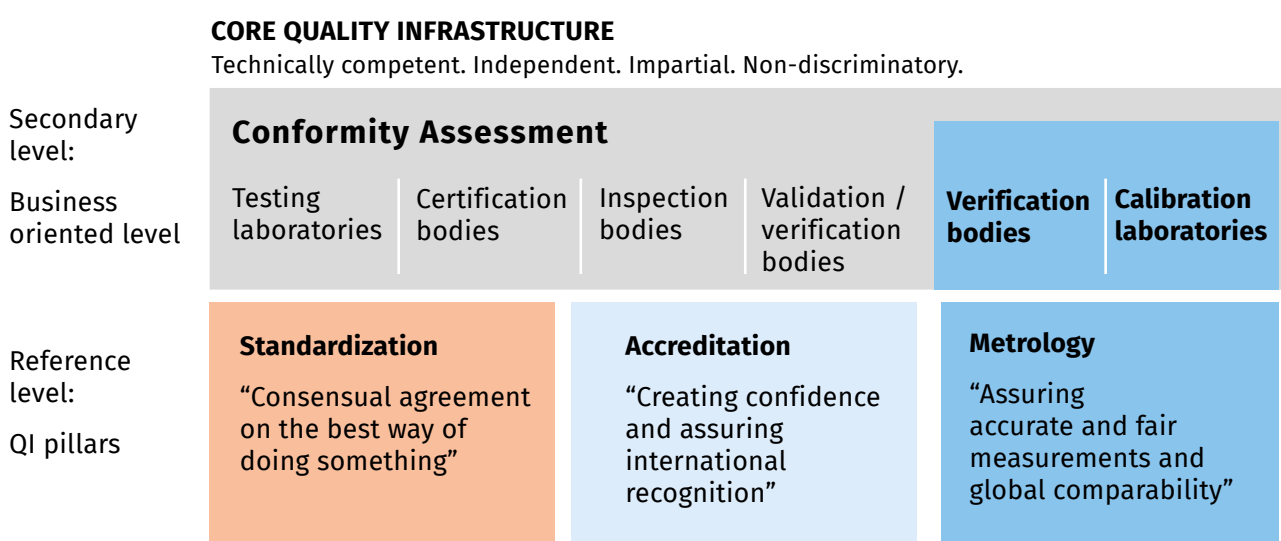 CORE QUALITY INFRASTRUCTURE
Technically competent. Independent. Impartial. Non-discriminatory.
Secondary
level:
Business
oriented level
Conformity Assessment
Testing
laboratories
Certification
bodies
Inspection
bodies
Validation /
verification
bodies
Verification
bodies
Calibration
laboratories
Reference
level:
QI pillars
Standardization
“Consensual agreement
on the best way of
doing something”
Accreditation
“Creating confidence
and assuring
international
recognition”
Metrology
“Assuring
accurate and fair
measurements and
global comparability”